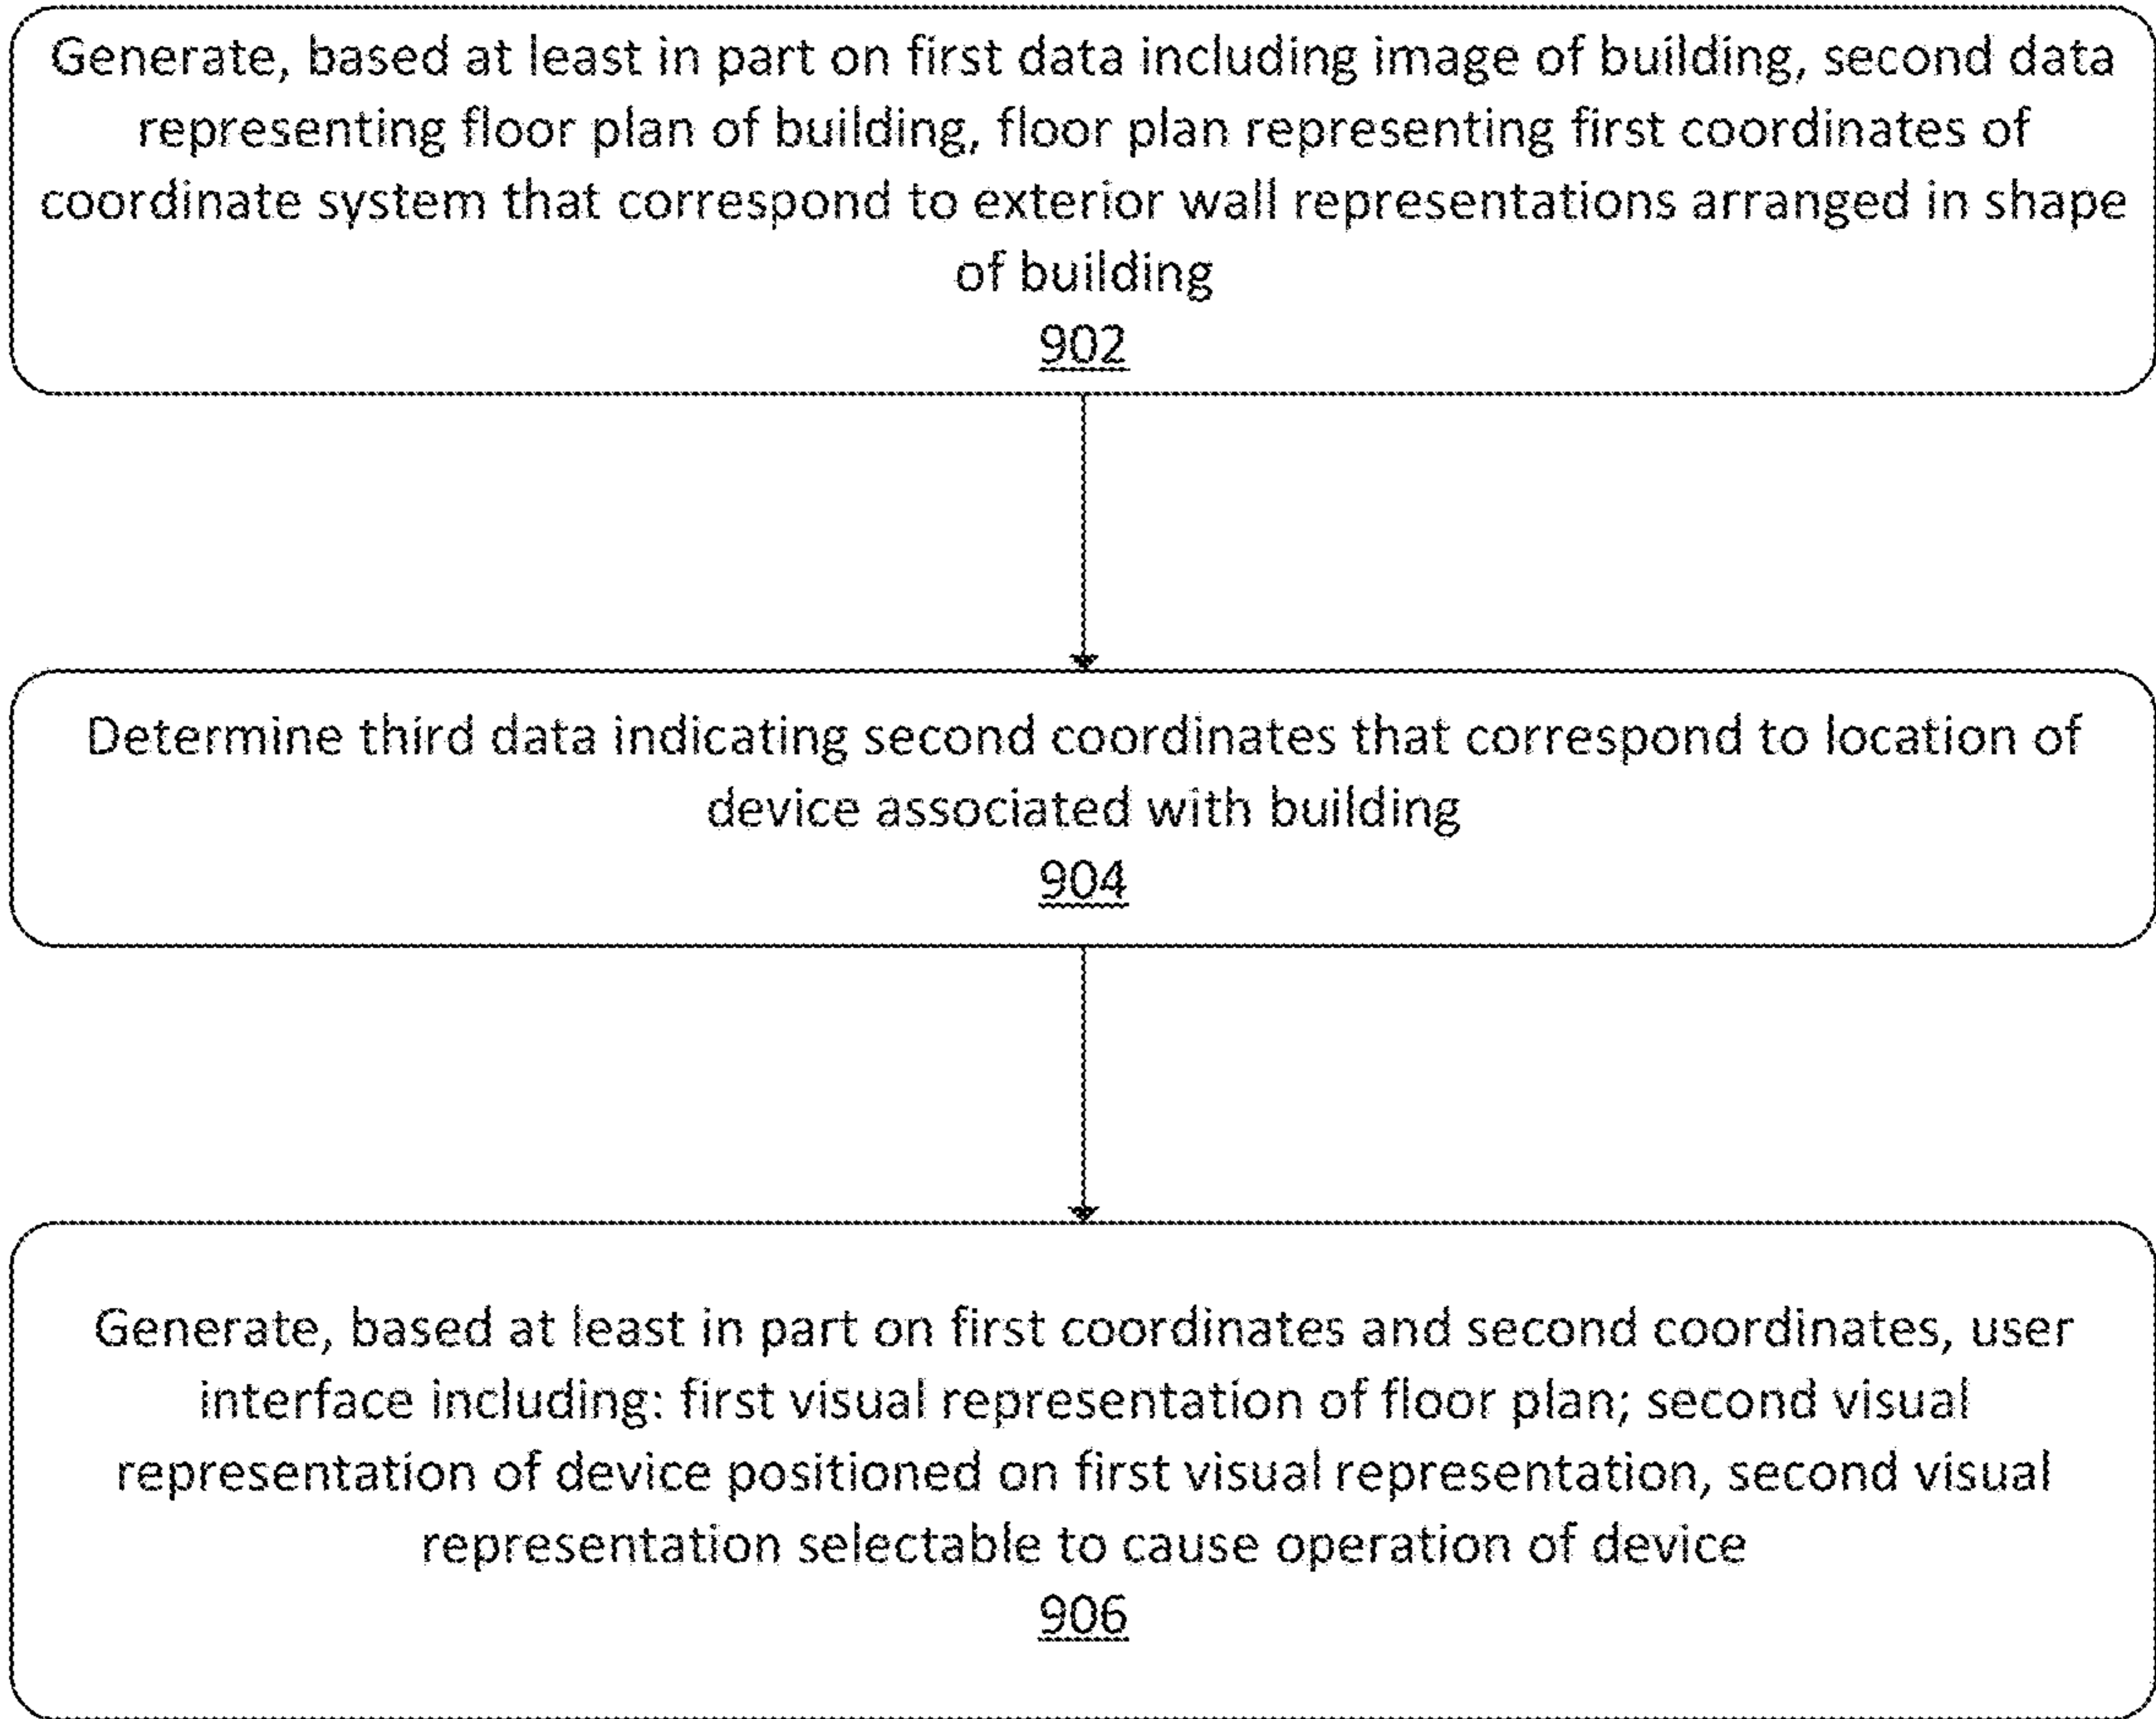 Generate, based at least in part on first data including image of building, second data
representing floor plan of building, floor plan representing first coordinates of
coordinate system that correspond to exterior wall representations arranged in shape
of building
902
Determine third data indicating second coordinates that correspond to location of
device associated with building
904
Generate, based at least in part on first coordinates and second coordinates, user
interface including: first visual representation of floor plan; second visual
representation of device positioned on first visual representation, second visual
representation selectable to cause operation of device
906